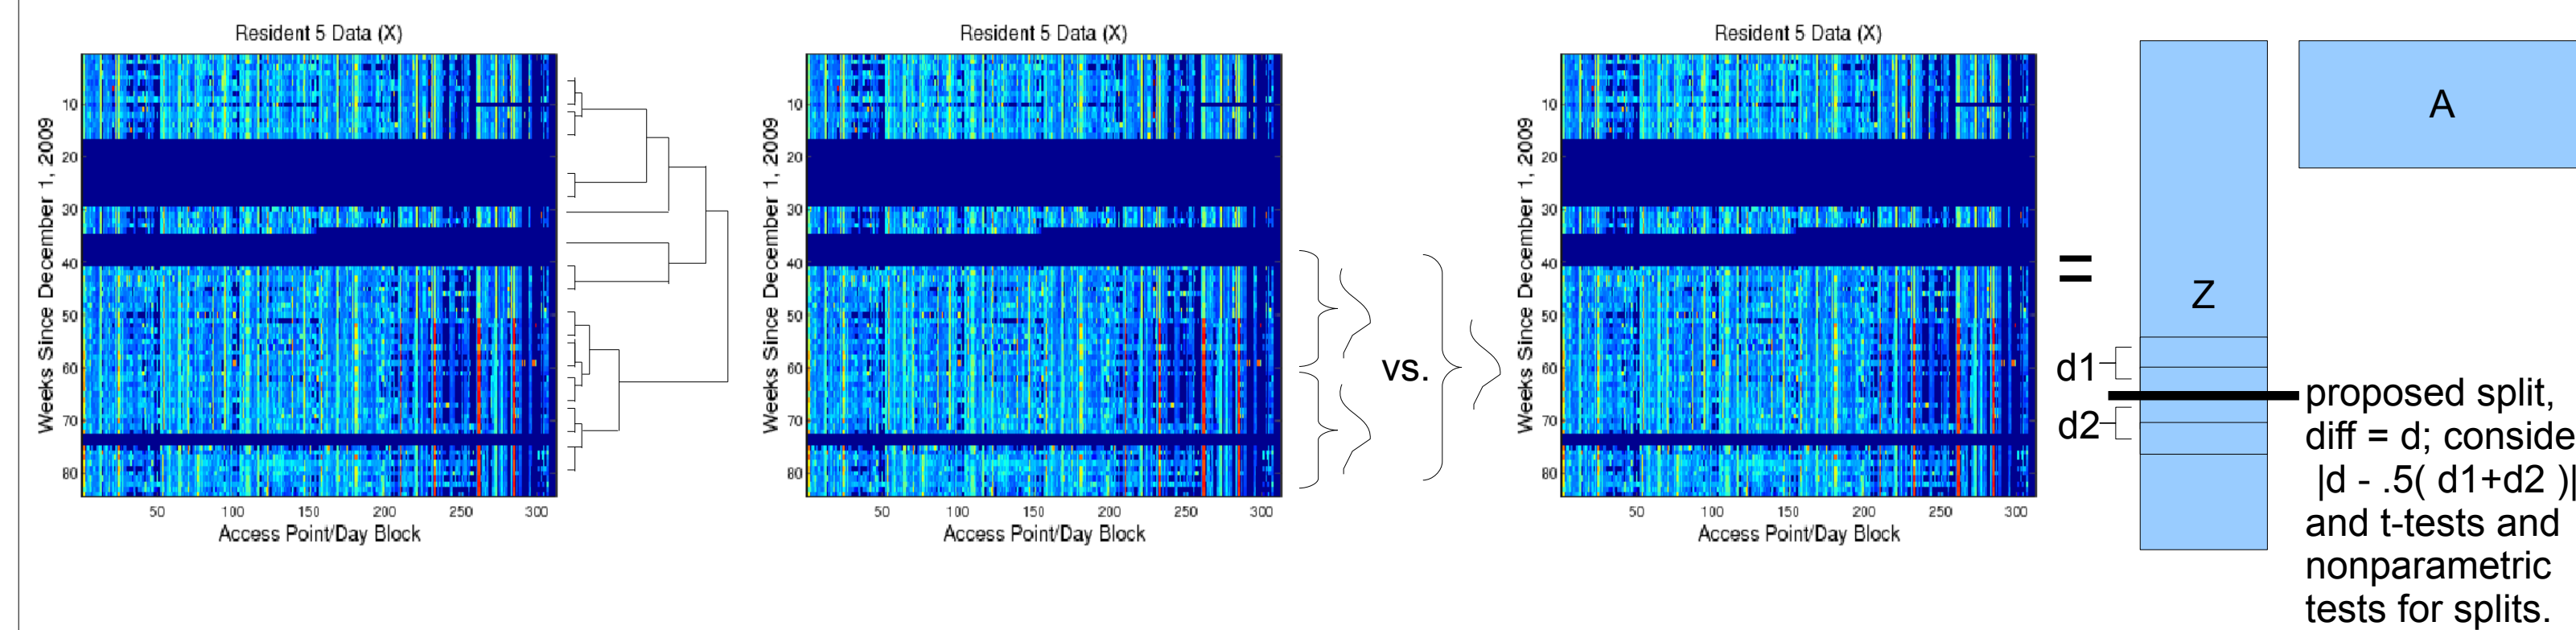 Resident 5 Data (X)
Weeks Since December 1, 2009
10
20
30
40
50
60
70
80
50
100
150
200
250
300
Access Point/Day Block
Resident 5 Data (X)
Weeks Since December 1, 2009
10
20
30
40
50
60
70
80
50
100
150
200
250
300
Access Point/Day Block
vs.
Resident 5 Data (X)
Weeks Since December 1, 2009
10
20
30
40
50
60
70
80
50
100
150
200
250
300
Access Point/Day Block
=
Z
A
d1
d2
proposed split,
diff = d; conside
|d - .5( d1+d2 )|
and t-tests and
nonparametric
tests for splits.